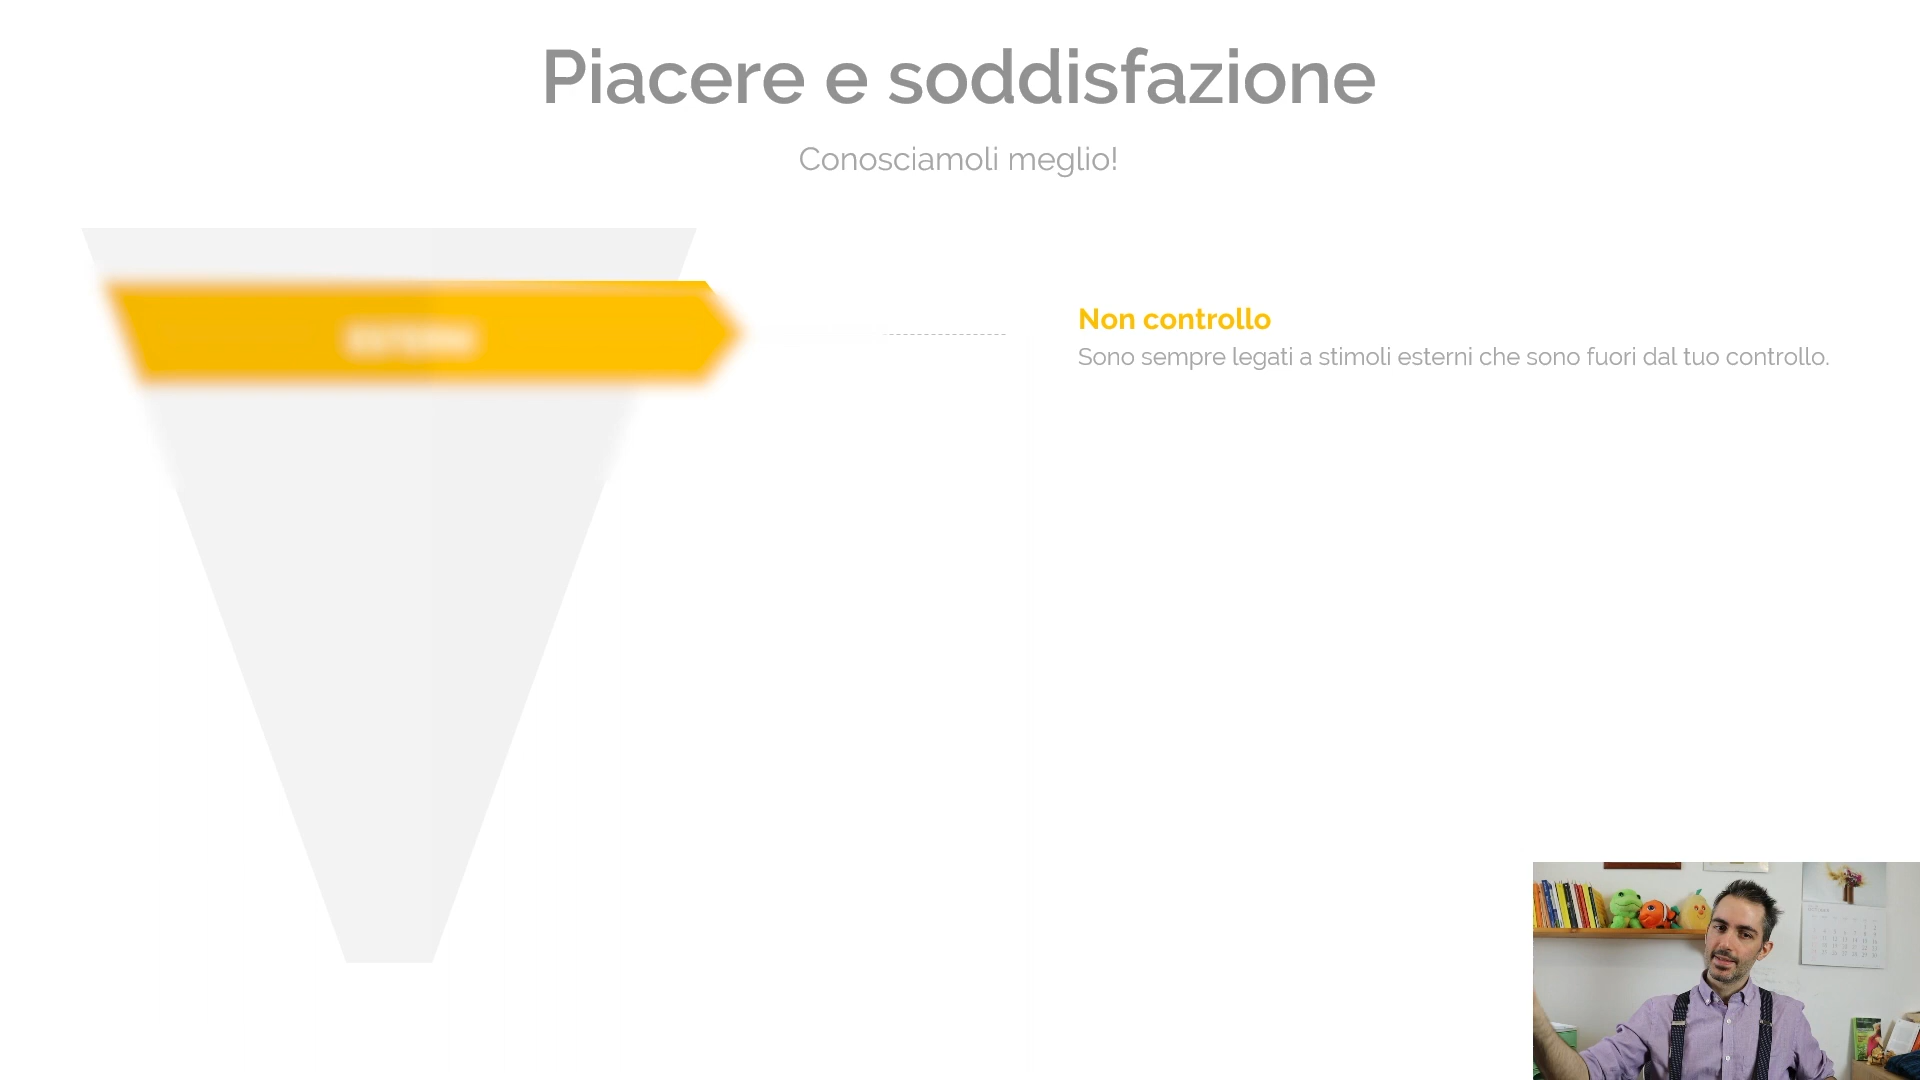 Piacere e soddisfazione
Conosciamoli meglio!
Non controllo
Sono sempre legati a stimoli esterni che sono fuori dal tuo controllo.